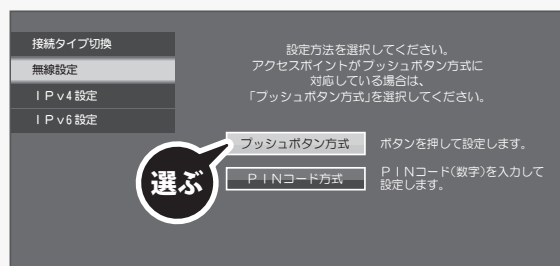 接続タイプ切換
無線設定
ＩＰｖ４設定
ＩＰｖ６設定
設定方法を選択してください。
アクセスポイントがプッシュボタン方式に
対応している場合は、
「プッシュボタン方式」を選択してください。
プッシュボタン方式
ボタンを押して設定します。
選ぶ
ＰＩＮコード方式
ＰＩＮコード(数字)を入力して
設定します。